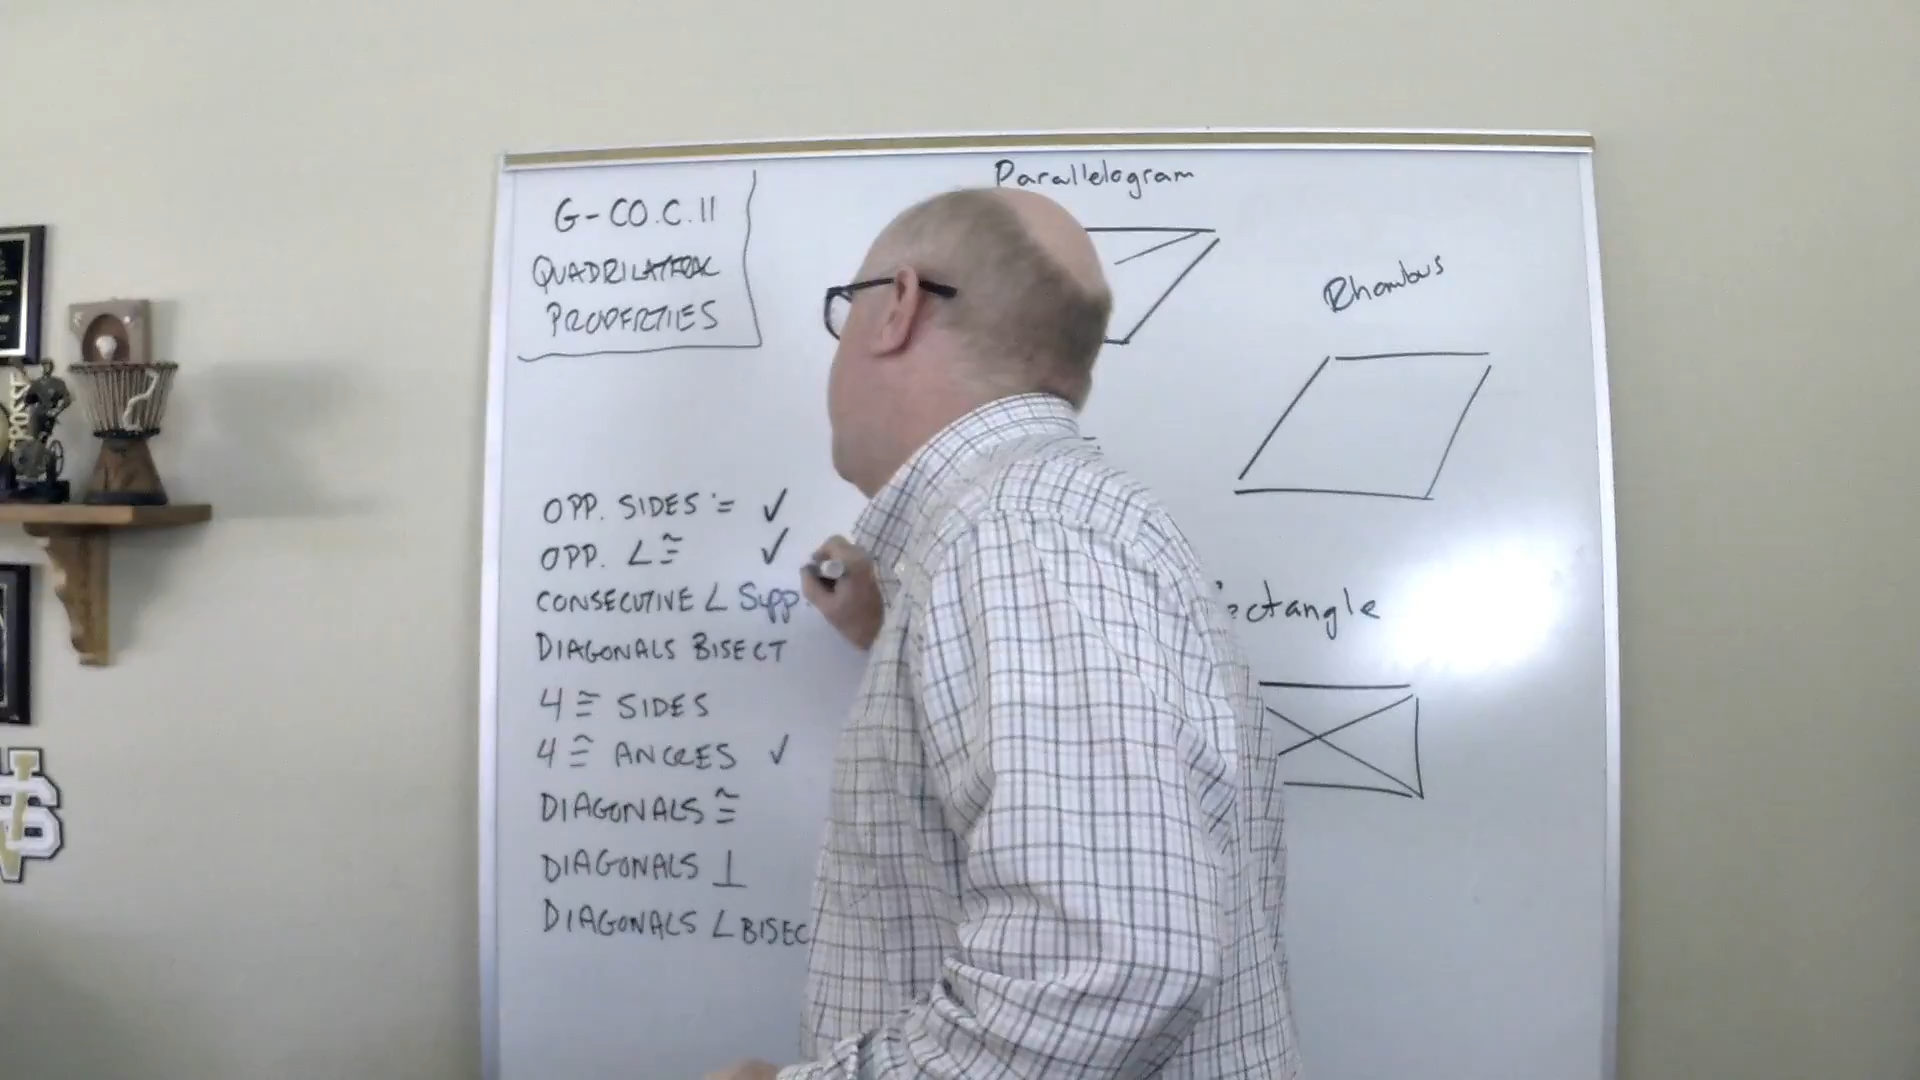 G-CO.C.11
QUADRILATERAL
PROPERTIES
Parallelogram
Rhombus
OPP. SIDES = ✓
OPP. ∠ ≅ ✓
CONSECUTIVE ∠ Supp.
DIAGONALS BISECT
4 ≅ SIDES
4 ≅ ANGLES ✓
DIAGONALS ≅
DIAGONALS ⊥
DIAGONALS ∠ BISEC
ectangle